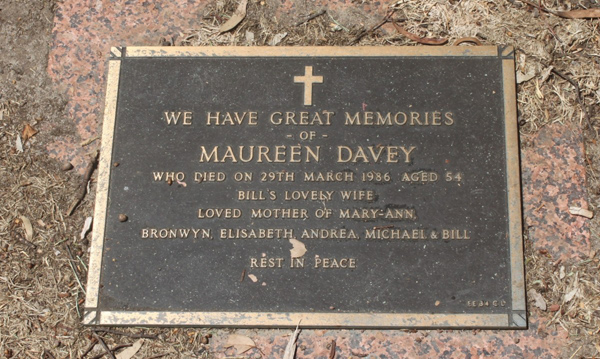 WE HAVE GREAT MEMORIES
- OF -
MAUREEN DAVEY
WHO DIED ON 29TH MARCH 1986 AGED 54
BILL'S LOVELY WIFE
LOVED MOTHER OF MARY-ANN,
BRONWYN, ELISABETH, ANDREA, MICHAEL & BILL
REST IN PEACE